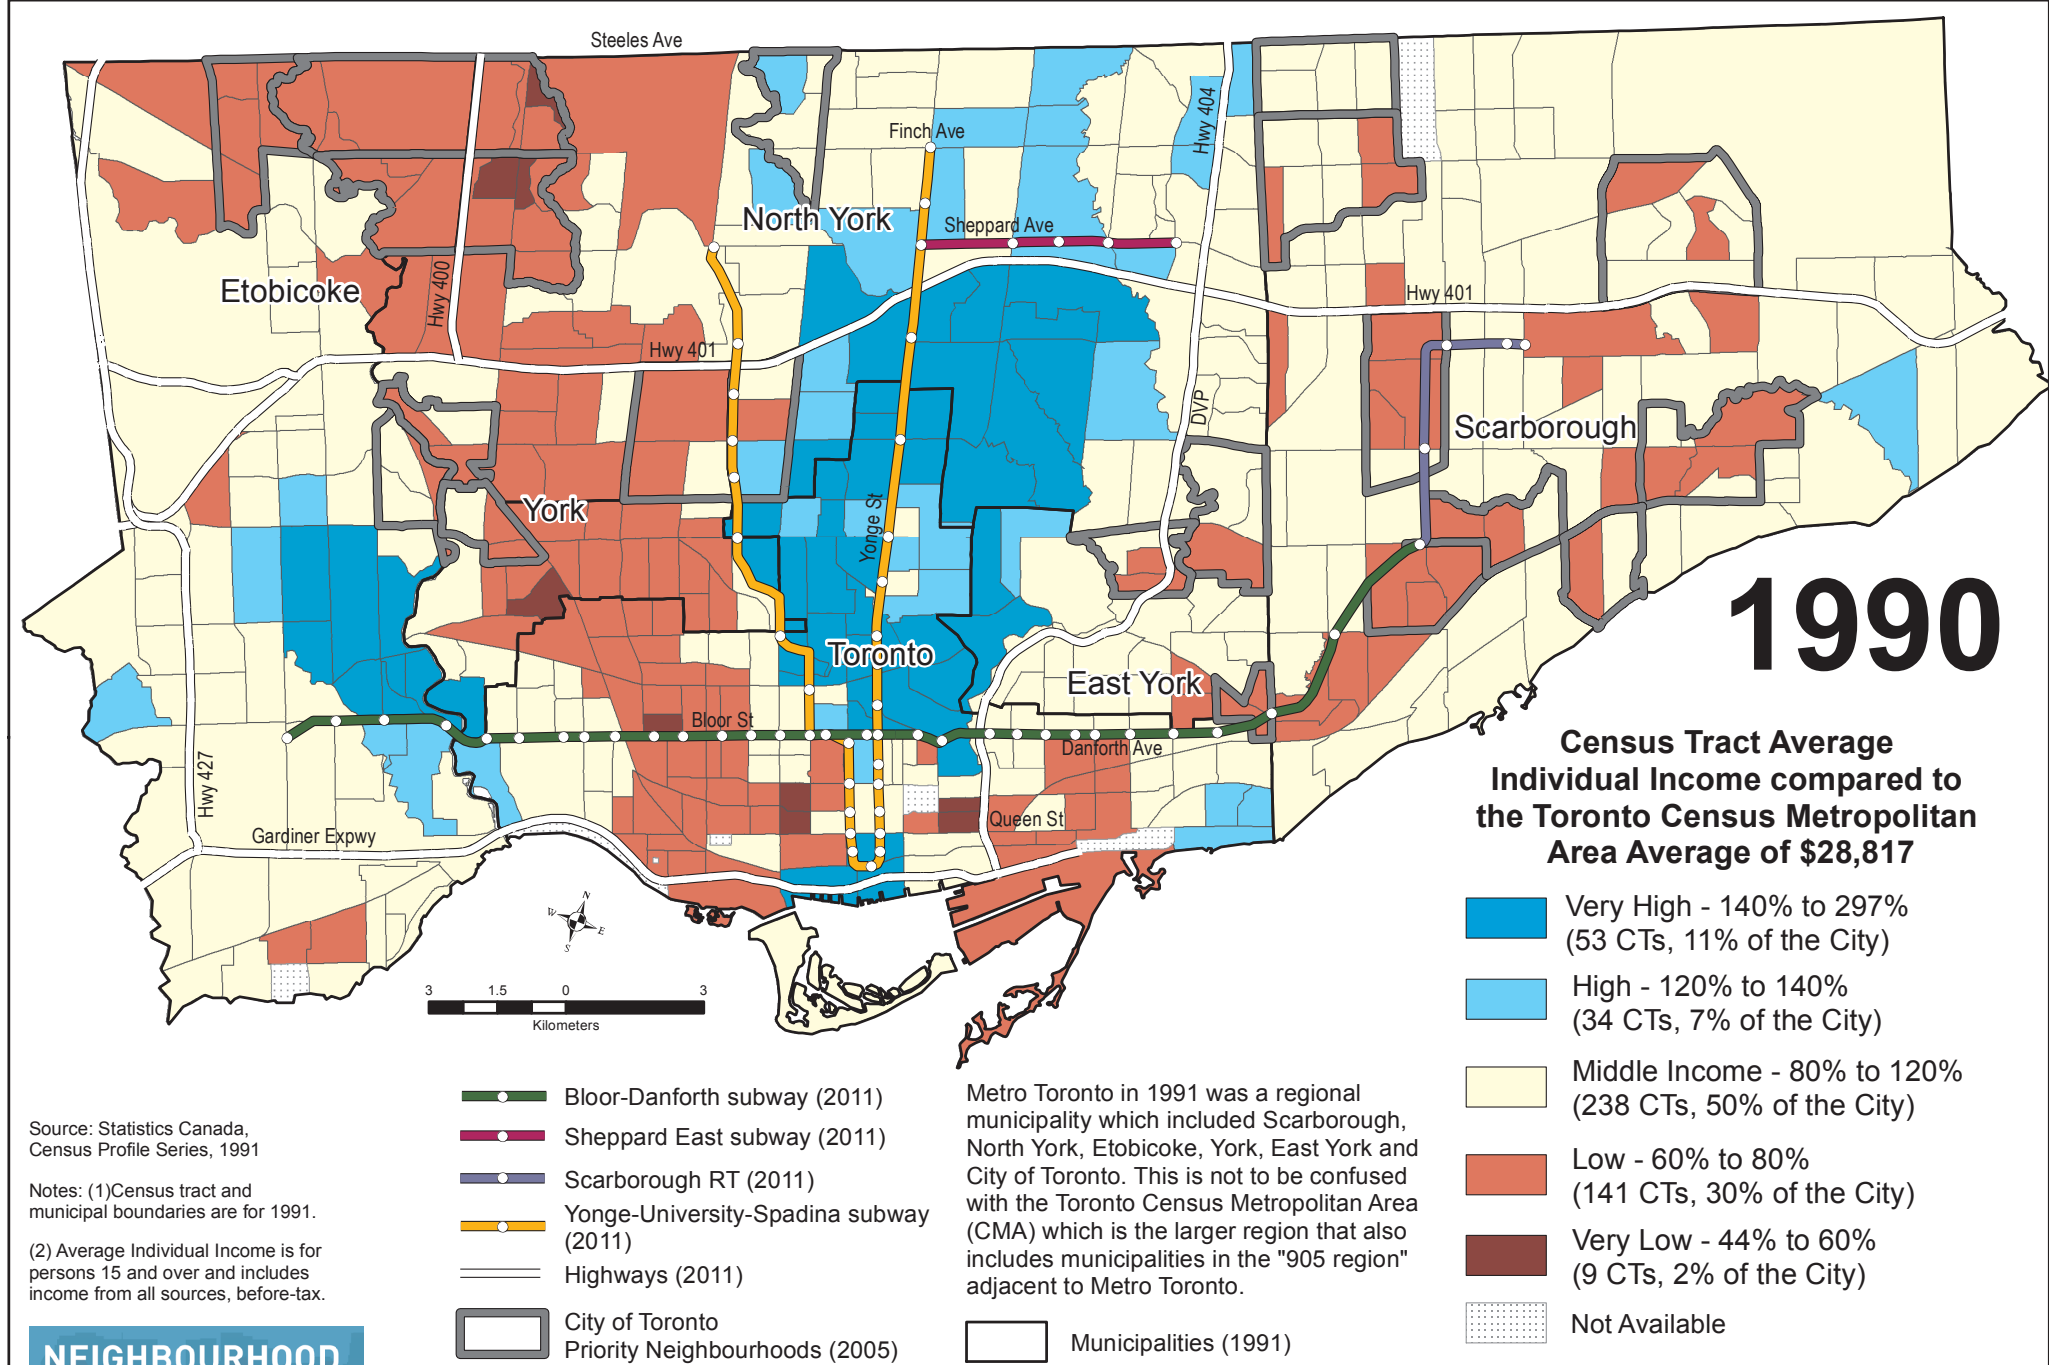 Steeles Ave
Hwy 404
Finch Ave
North York
Sheppard Ave
Etobicoke
Hwy 400
Hwy 401
Hwy 401
DVP
Scarborough
York
Yonge St
1990
Toronto
East York
Bloor St
Danforth Ave
Hwy 427
Queen St
Gardiner Expwy
N
W
E
S
3 1.5 0 3
Kilometers
Census Tract Average
Individual Income compared to
the Toronto Census Metropolitan
Area Average of $28,817
Very High - 140% to 297%
(53 CTs, 11% of the City)
High - 120% to 140%
(34 CTs, 7% of the City)
Middle Income - 80% to 120%
(238 CTs, 50% of the City)
Low - 60% to 80%
(141 CTs, 30% of the City)
Very Low - 44% to 60%
(9 CTs, 2% of the City)
Not Available
Source: Statistics Canada,
Census Profile Series, 1991
Notes: (1)Census tract and
municipal boundaries are for 1991.
(2) Average Individual Income is for
persons 15 and over and includes
income from all sources, before-tax.
NEIGHBOURHOOD
Bloor-Danforth subway (2011)
Sheppard East subway (2011)
Scarborough RT (2011)
Yonge-University-Spadina subway
(2011)
Highways (2011)
City of Toronto
Priority Neighbourhoods (2005)
Metro Toronto in 1991 was a regional
municipality which included Scarborough,
North York, Etobicoke, York, East York and
City of Toronto. This is not to be confused
with the Toronto Census Metropolitan Area
(CMA) which is the larger region that also
includes municipalities in the "905 region"
adjacent to Metro Toronto.
Municipalities (1991)